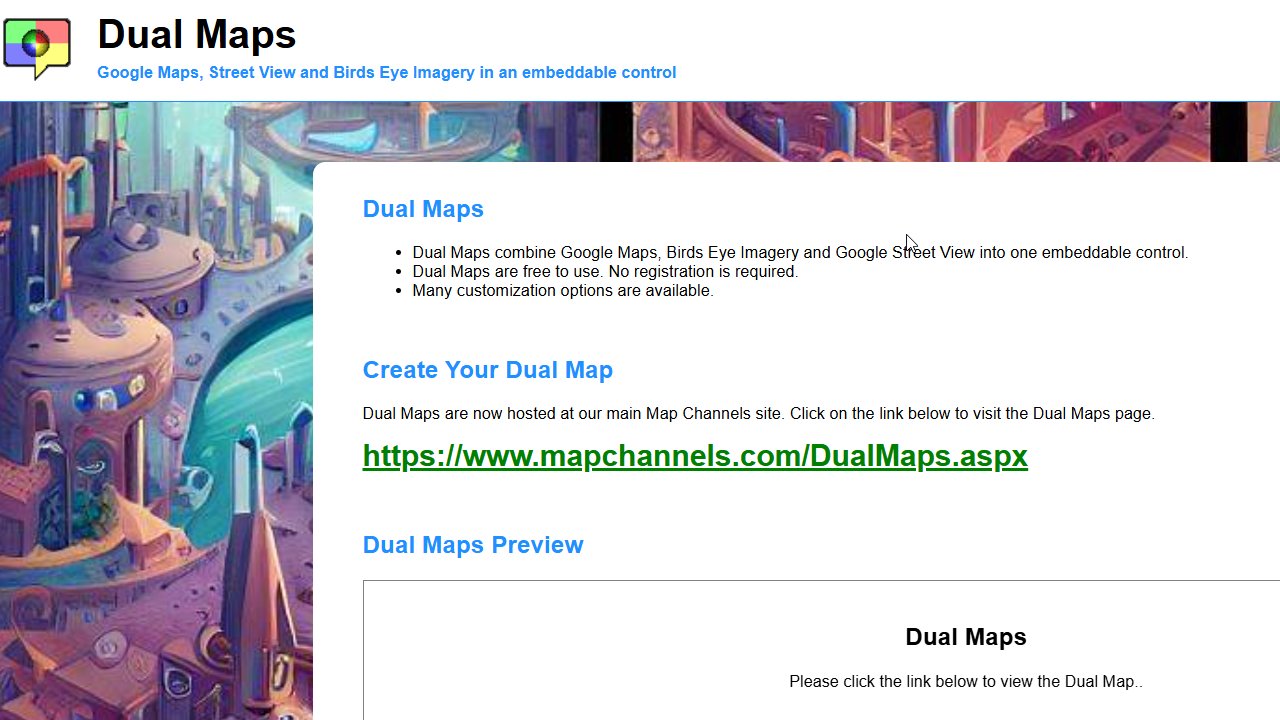 Dual Maps
Google Maps, Street View and Birds Eye Imagery in an embeddable control
Dual Maps
Dual Maps combine Google Maps, Birds Eye Imagery and Google Street View into one embeddable control.
Dual Maps are free to use. No registration is required.
Many customization options are available.
Create Your Dual Map
Dual Maps are now hosted at our main Map Channels site. Click on the link below to visit the Dual Maps page.
https://www.mapchannels.com/DualMaps.aspx
Dual Maps Preview
Dual Maps
Please click the link below to view the Dual Map..